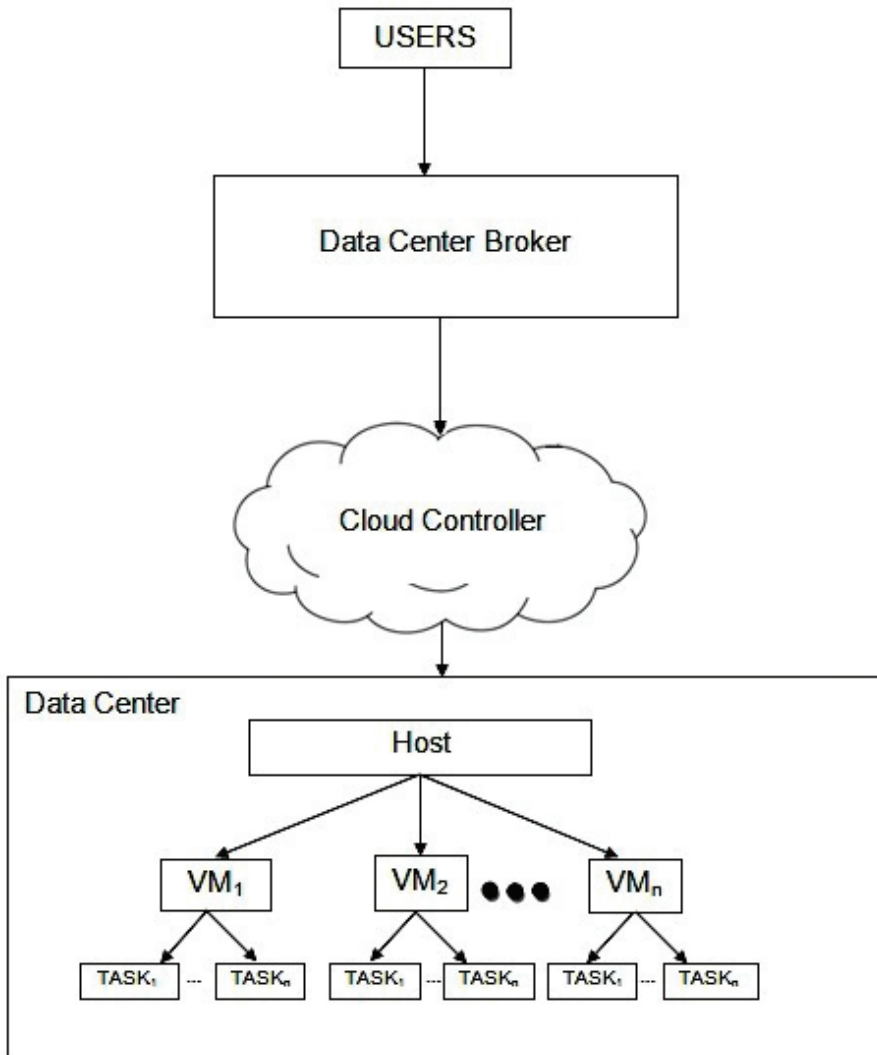 USERS
Data Center Broker
Cloud Controller
Data Center
Host
VM₁ VM₂ VMₙ
TASK₁ ... TASKₙ TASK₁ ... TASKₙ TASK₁ ... TASKₙ